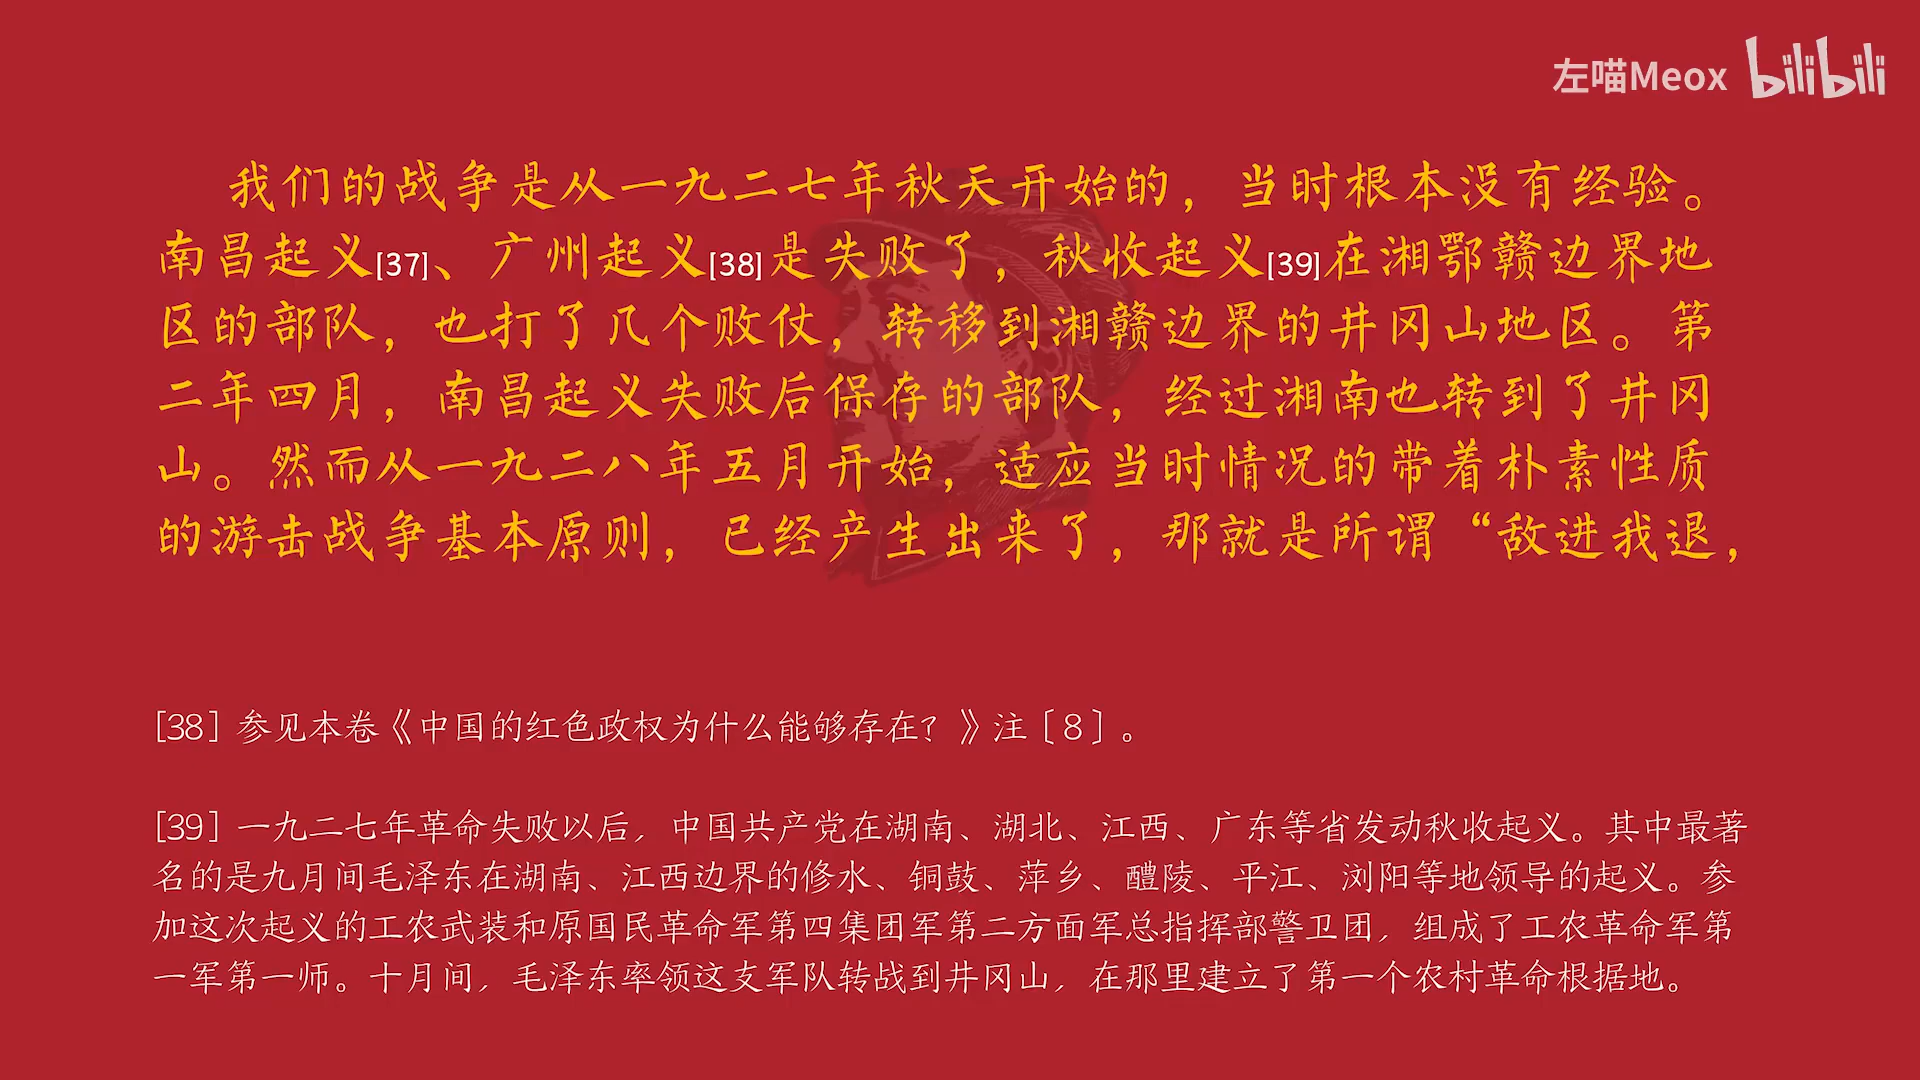 左喵Meox bilibili
我们的战争是从一九二七年秋天开始的，当时根本没有经验。
南昌起义[37]、广州起义[38]是失败了，秋收起义[39]在湘鄂赣边界地
区的部队，也打了几个败仗，转移到湘赣边界的井冈山地区。第
二年四月，南昌起义失败后保存的部队，经过湘南也转到了井冈
山。然而从一九二八年五月开始，适应当时情况的带着朴素性质
的游击战争基本原则，已经产生出来了，那就是所谓“敌进我退，
[38］参见本卷《中国的红色政权为什么能够存在？》注［8］。
[39］一九二七年革命失败以后，中国共产党在湖南、湖北、江西、广东等省发动秋收起义。其中最著
名的是九月间毛泽东在湖南、江西边界的修水、铜鼓、萍乡、醴陵、平江、浏阳等地领导的起义。参
加这次起义的工农武装和原国民革命军第四集团军第二方面军总指挥部警卫团，组成了工农革命军第
一军第一师。十月间，毛泽东率领这支军队转战到井冈山，在那里建立了第一个农村革命根据地。